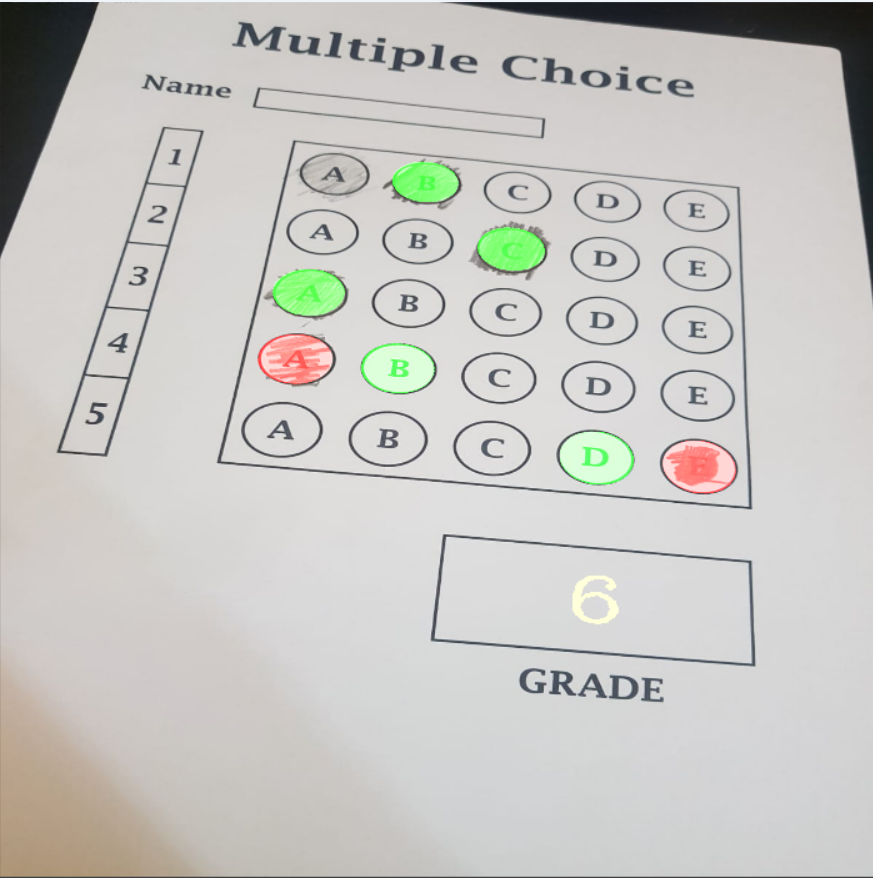 Multiple Choice
Name
1 A B C D E
2 A B C D E
3 A B C D E
4 A B C D E
5 A B C D E
6
GRADE